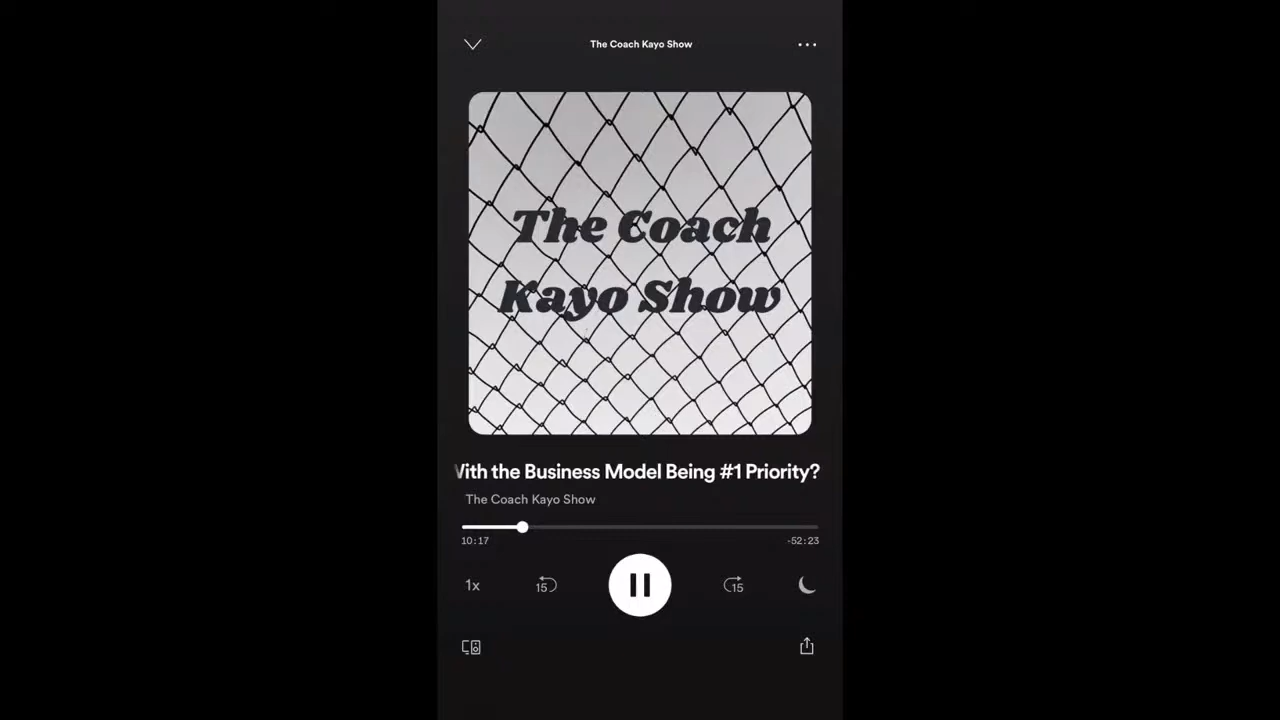 The Coach Kayo Show
The Coach
Kayo Show
With the Business Model Being #1 Priority?
The Coach Kayo Show
10:17
-52:23
1x
15
15